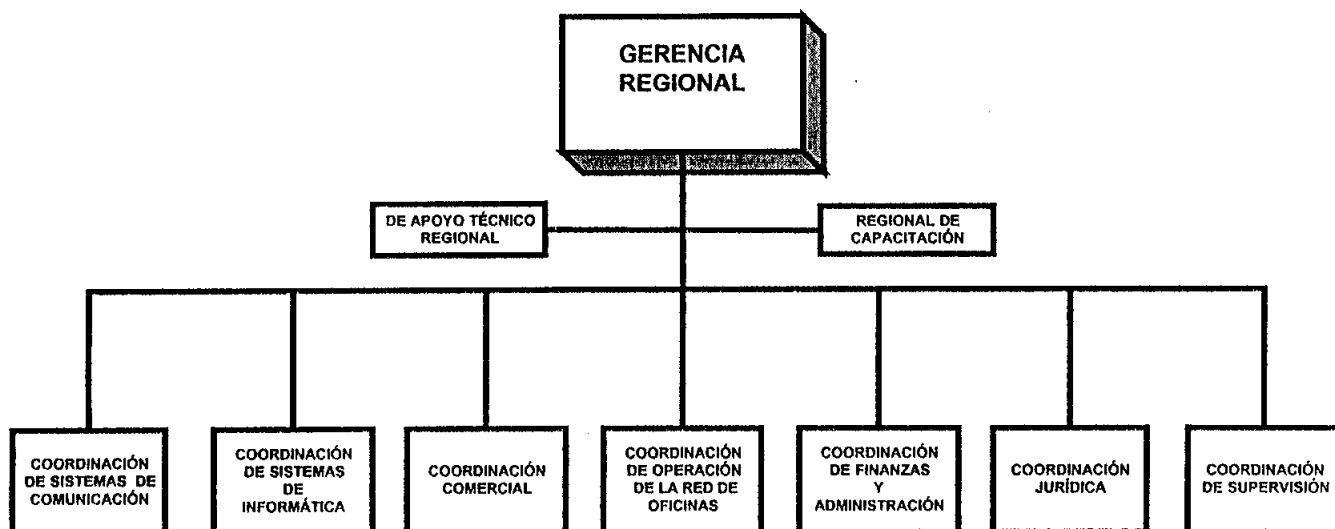 GERENCIA
REGIONAL
DE APOYO TÉCNICO
REGIONAL
REGIONAL DE
CAPACITACIÓN
COORDINACIÓN
DE SISTEMAS DE
COMUNICACIÓN
COORDINACIÓN
DE SISTEMAS
DE
INFORMÁTICA
COORDINACIÓN
COMERCIAL
COORDINACIÓN
DE OPERACIÓN
DE LA RED DE
OFICINAS
COORDINACIÓN
DE FINANZAS
Y
ADMINISTRACIÓN
COORDINACIÓN
JURÍDICA
COORDINACIÓN
DE SUPERVISIÓN